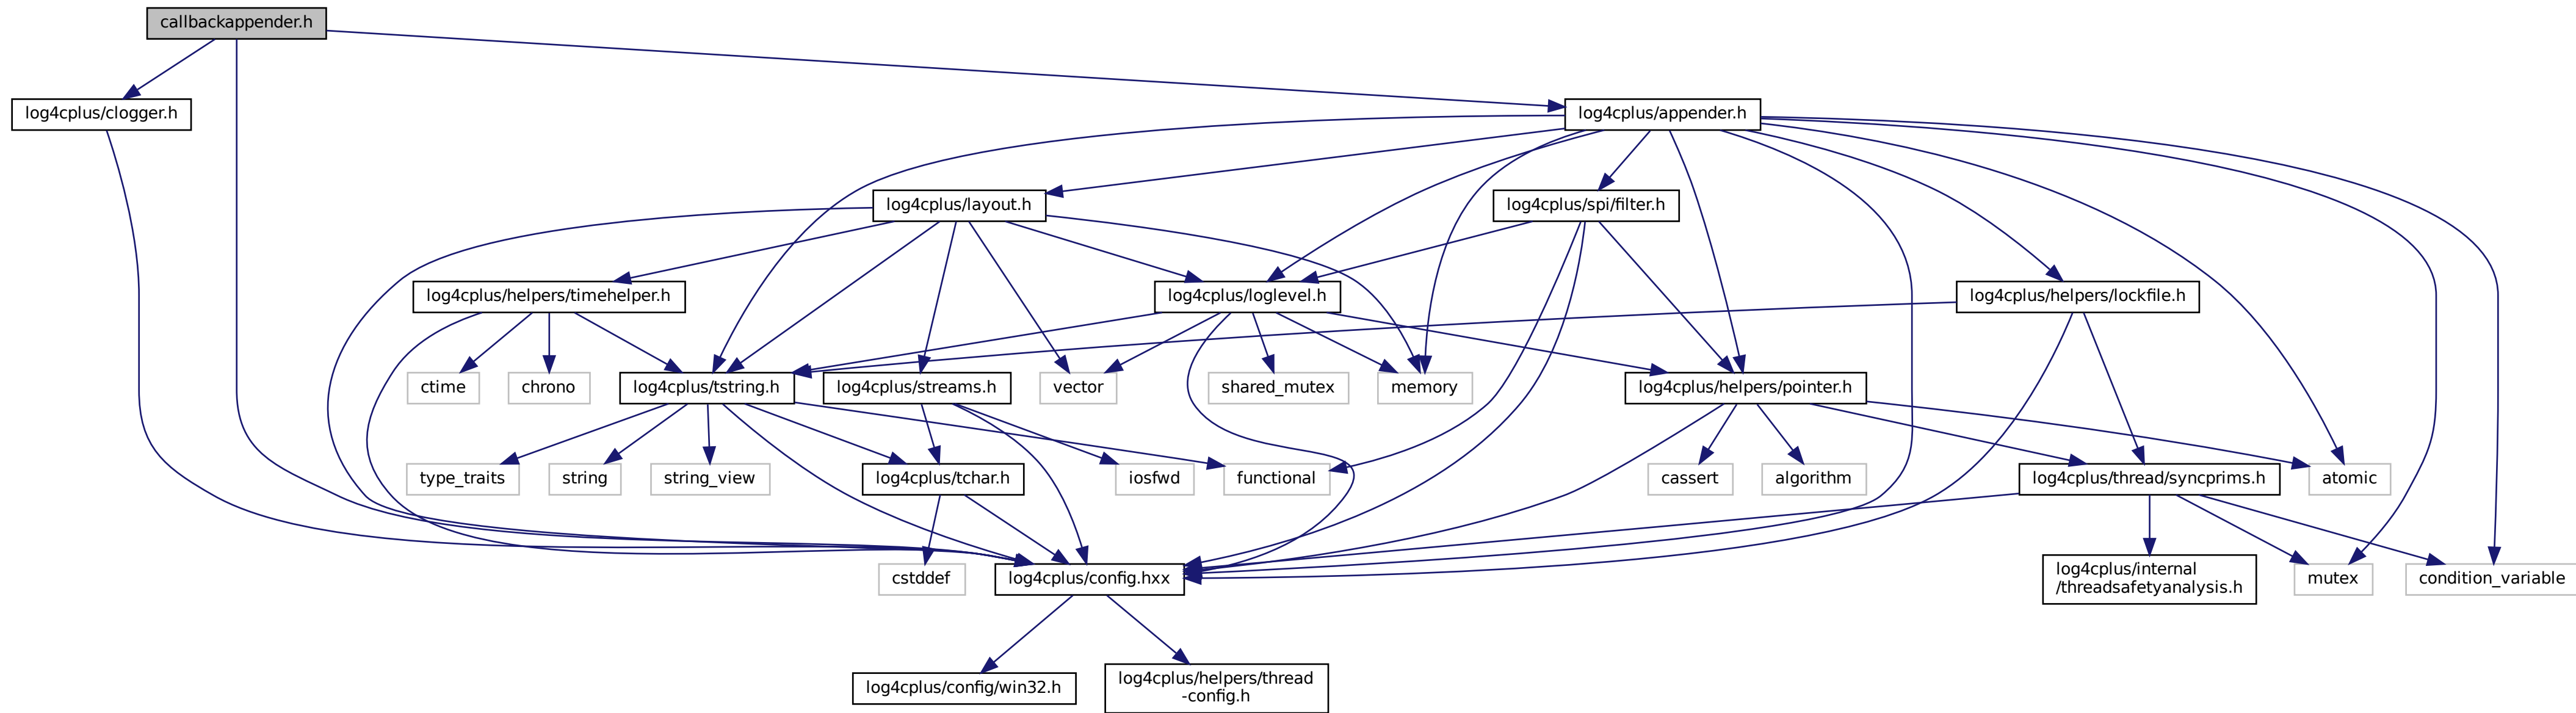 callbackappender.h
log4cplus/clogger.h
log4cplus/appender.h
log4cplus/layout.h
log4cplus/spi/filter.h
log4cplus/helpers/timehelper.h
log4cplus/loglevel.h
log4cplus/helpers/lockfile.h
ctime
chrono
log4cplus/tstring.h
log4cplus/streams.h
vector
shared_mutex
memory
log4cplus/helpers/pointer.h
type_traits
string
string_view
log4cplus/tchar.h
iosfwd
functional
cassert
algorithm
log4cplus/thread/syncprims.h
atomic
cstddef
log4cplus/config.hxx
log4cplus/internal
/threadsafetyanalysis.h
mutex
condition_variable
log4cplus/config/win32.h
log4cplus/helpers/thread
-config.h